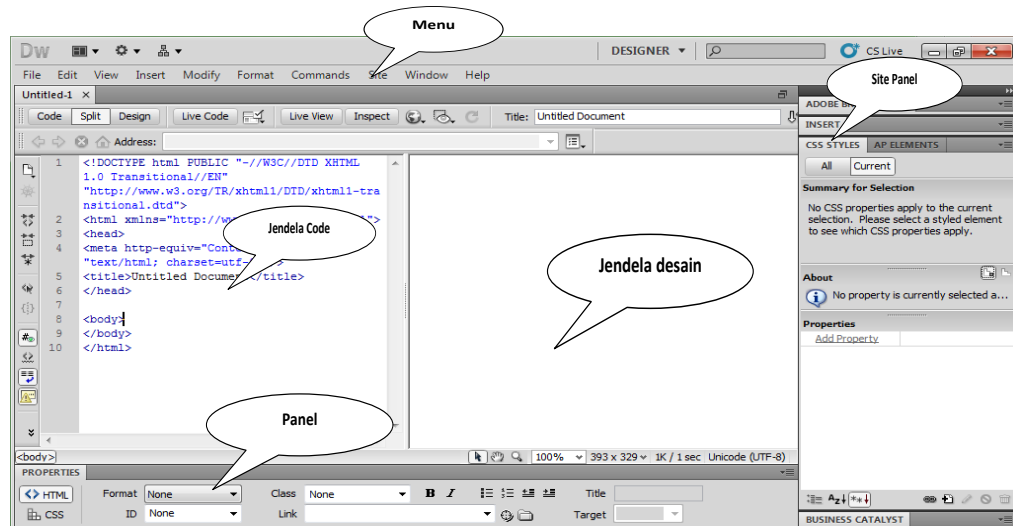 Menu
Dw
DESIGNER
CS Live
File Edit View Insert Modify Format Commands Site Window Help
Site Panel
Untitled-1
ADOBE
Code Split Design Live Code Live View Inspect Title: Untitled Document
INSERT
Address:
CSS STYLES AP ELEMENTS
All Current
1 <!DOCTYPE html PUBLIC "-//W3C//DTD XHTML
1.0 Transitional//EN"
"http://www.w3.org/TR/xhtml1/DTD/xhtml1-tra
nsitional.dtd">
2 <html xmlns="http://w
3 <head>
4 <meta http-equiv="Cont
"text/html; charset=utf-
5 <title>Untitled Documen /title>
6 </head>
7
8 <body>
9 </body>
10 </html>
Jendela Code
Jendela desain
Summary for Selection
No CSS properties apply to the current
selection. Please select a styled element
to see which CSS properties apply.
About
No property is currently selected a...
Properties
Add Property
Panel
<body>
100% 393 x 329 1K / 1 sec Unicode (UTF-8)
PROPERTIES
HTML Format None Class None B I Title
CSS ID None Link Target
BUSINESS CATALYST